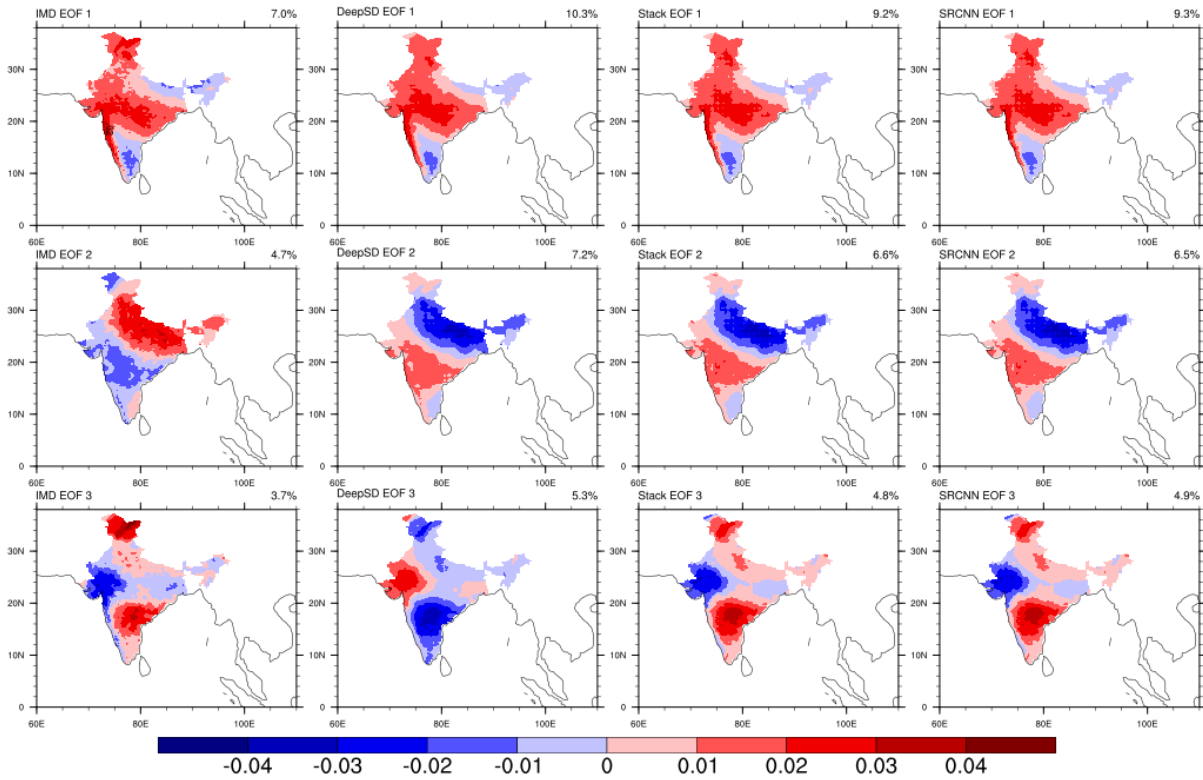 IMD EOF 1 7.0% DeepSD EOF 1 10.3% Stack EOF 1 9.2% SRCNN EOF 1 9.3%
30N 30N 30N 30N
20N 20N 20N 20N
10N 10N 10N 10N
0 0 0 0
60E 80E 100E 60E 80E 100E 60E 80E 100E 60E 80E 100E
IMD EOF 2 4.7% DeepSD EOF 2 7.2% Stack EOF 2 6.6% SRCNN EOF 2 6.5%
30N 30N 30N 30N
20N 20N 20N 20N
10N 10N 10N 10N
0 0 0 0
60E 80E 100E 60E 80E 100E 60E 80E 100E 60E 80E 100E
IMD EOF 3 3.7% DeepSD EOF 3 5.3% Stack EOF 3 4.8% SRCNN EOF 3 4.9%
30N 30N 30N 30N
20N 20N 20N 20N
10N 10N 10N 10N
0 0 0 0
60E 80E 100E 60E 80E 100E 60E 80E 100E 60E 80E 100E
-0.04 -0.03 -0.02 -0.01 0 0.01 0.02 0.03 0.04